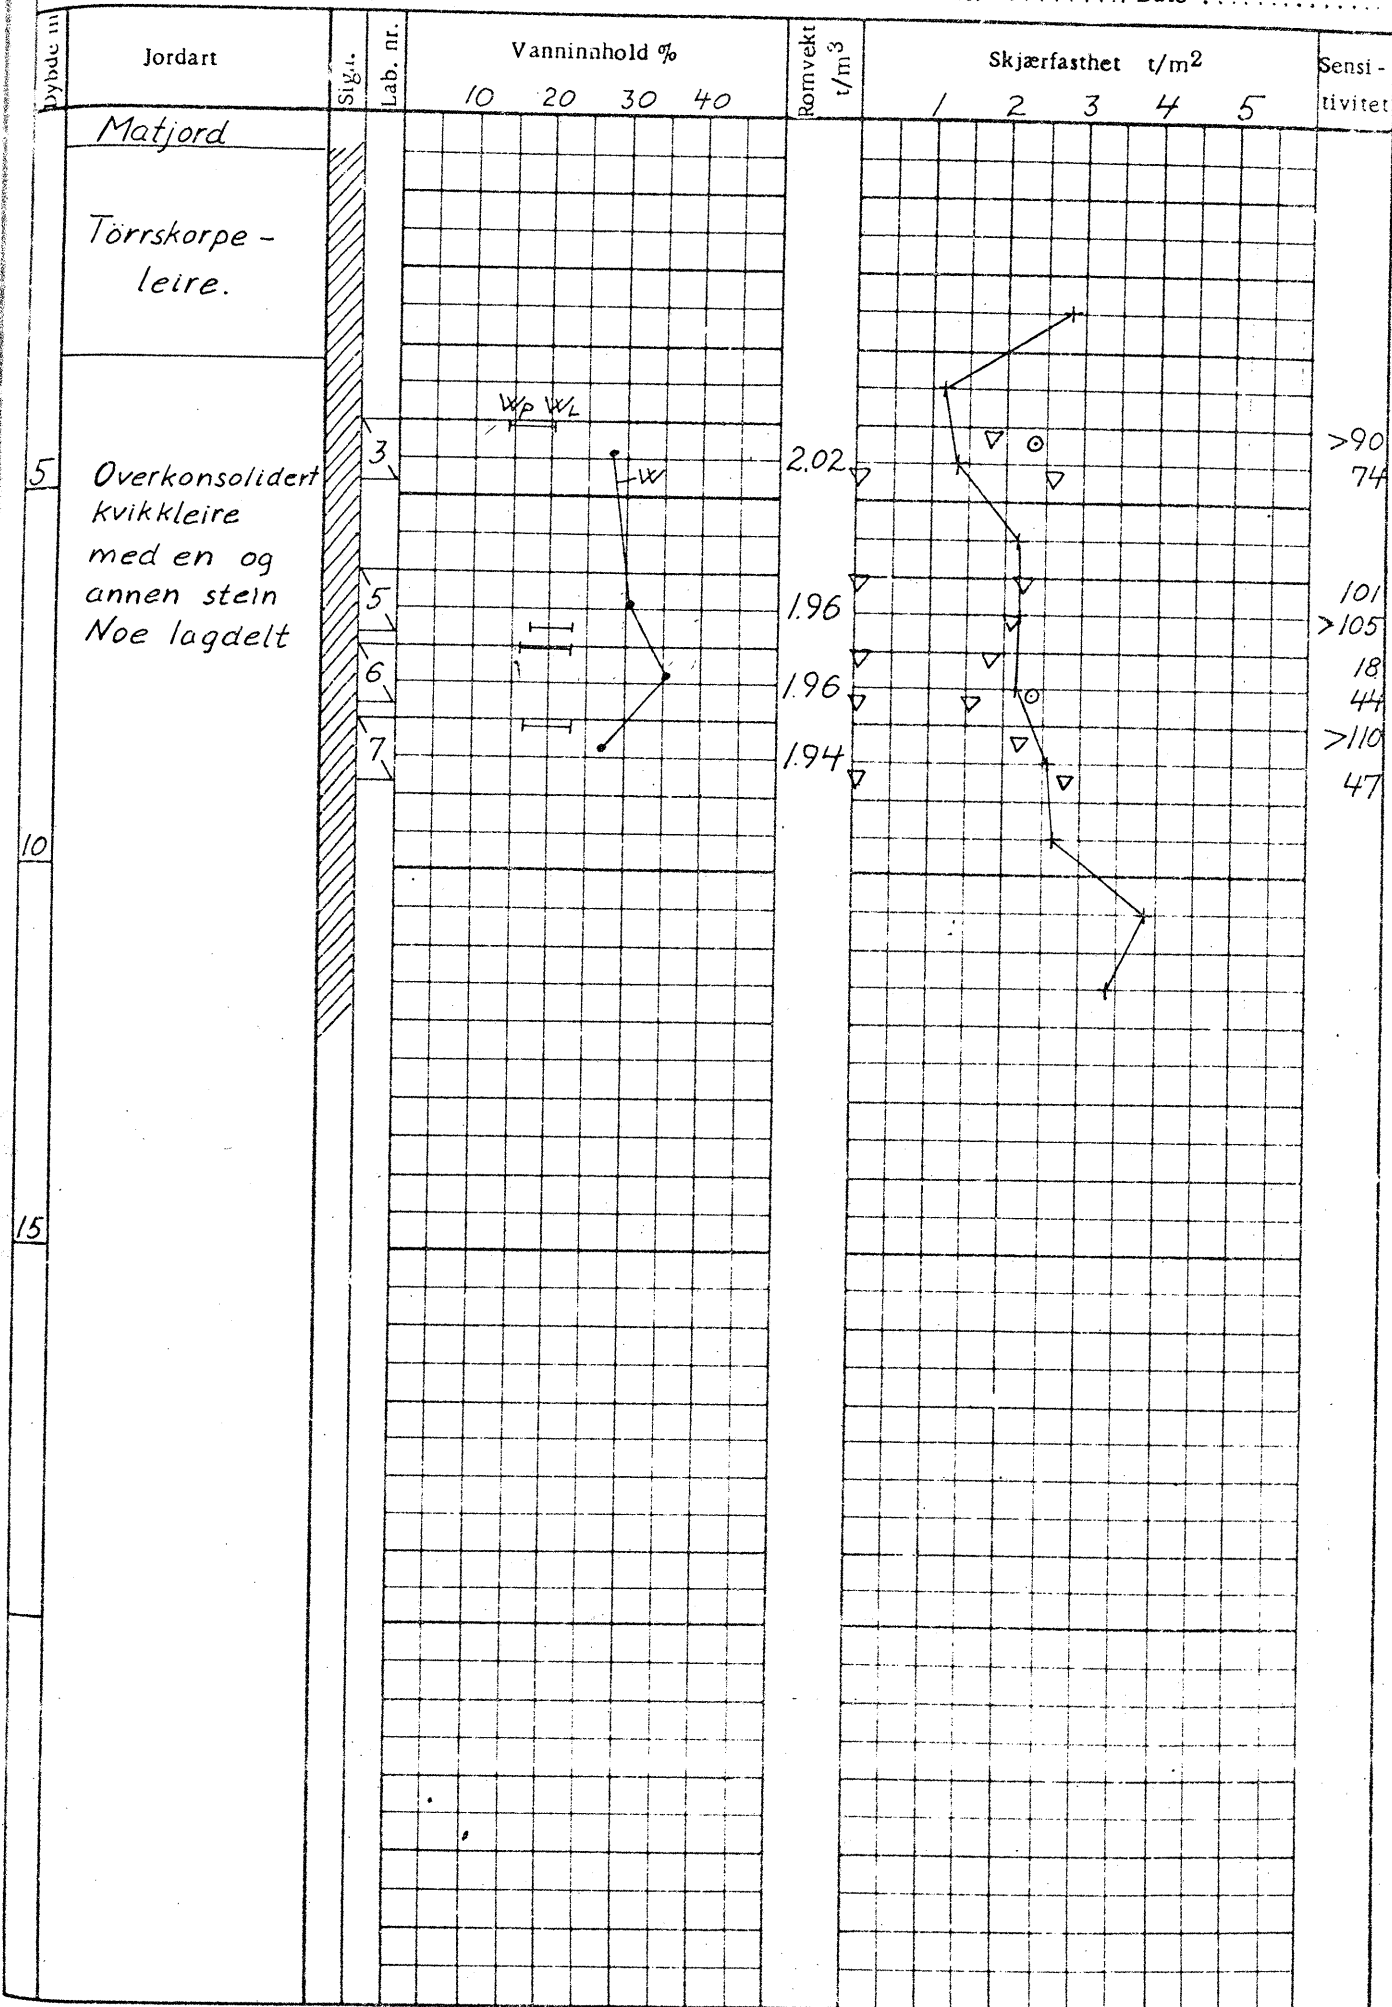 Dybde m
Jordart
Sign.
Lab. nr.
Vanninnhold %
10 20 30 40
Romvekt t/m3
Skjærfasthet t/m2
1 2 3 4 5
Sensi-
tivitet
Matjord
Törrskorpe-
leire.
Wp WL
3
W
2.02
>90
74
5
Overkonsolidert
kvikkleire
med en og
annen stein
Noe lagdelt
5
1.96
101
>105
6
1.96
18
44
7
1.94
>110
47
10
15